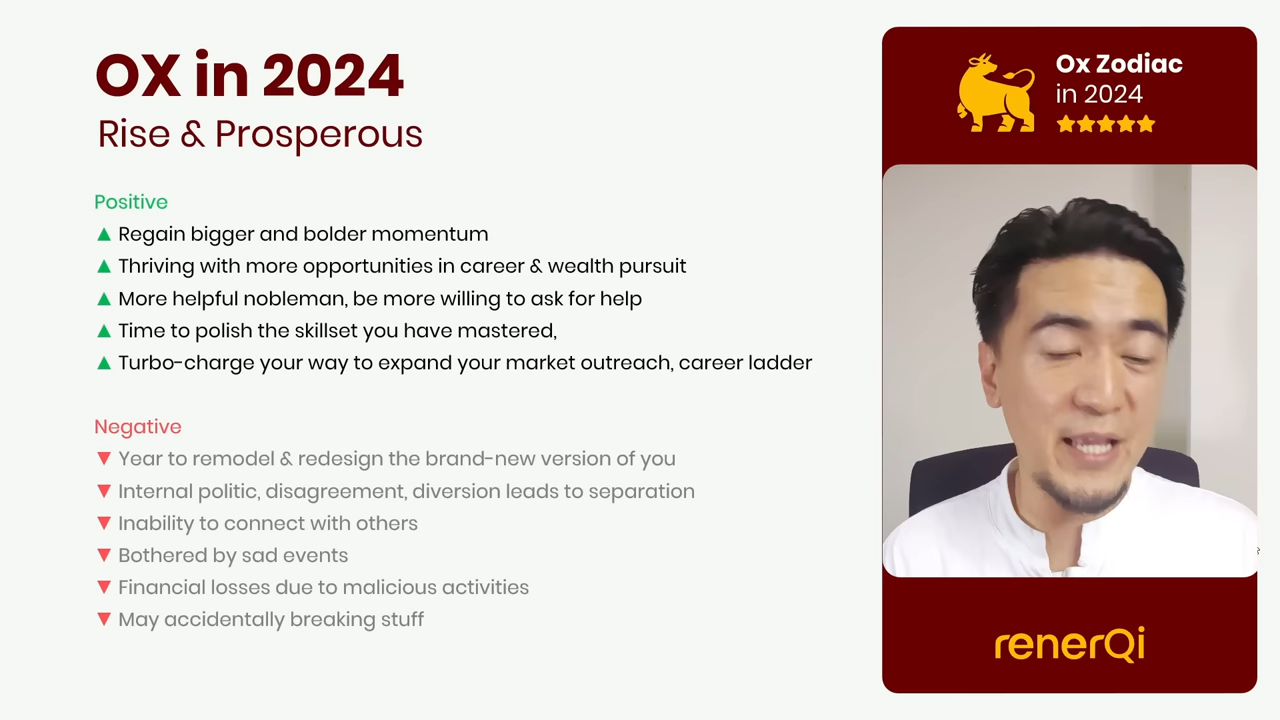 OX in 2024
Rise & Prosperous
Positive
▲ Regain bigger and bolder momentum
▲ Thriving with more opportunities in career & wealth pursuit
▲ More helpful nobleman, be more willing to ask for help
▲ Time to polish the skillset you have mastered,
▲ Turbo-charge your way to expand your market outreach, career ladder
Negative
▼ Year to remodel & redesign the brand-new version of you
▼ Internal politic, disagreement, diversion leads to separation
▼ Inability to connect with others
▼ Bothered by sad events
▼ Financial losses due to malicious activities
▼ May accidentally breaking stuff
Ox Zodiac
in 2024
renerQi